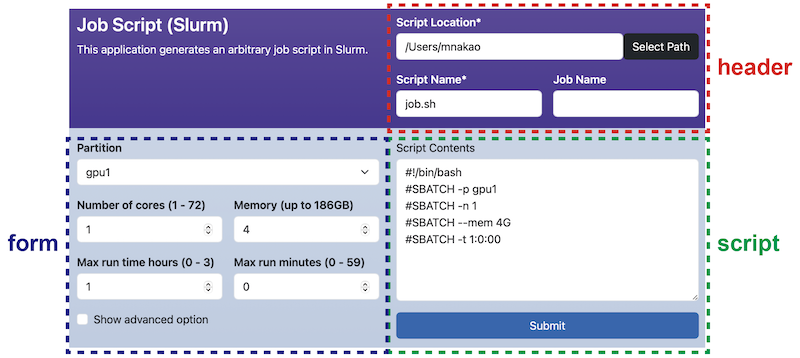 Job Script (Slurm)
This application generates an arbitrary job script in Slurm.
Script Location*
/Users/mnakao
Select Path
Script Name*
Job Name
job.sh
header
Partition
gpu1
Number of cores (1 - 72)
Memory (up to 186GB)
1
4
Max run time hours (0 - 3)
Max run minutes (0 - 59)
1
0
Show advanced option
form
Script Contents
#!/bin/bash
#SBATCH -p gpu1
#SBATCH -n 1
#SBATCH --mem 4G
#SBATCH -t 1:0:00
Submit
script